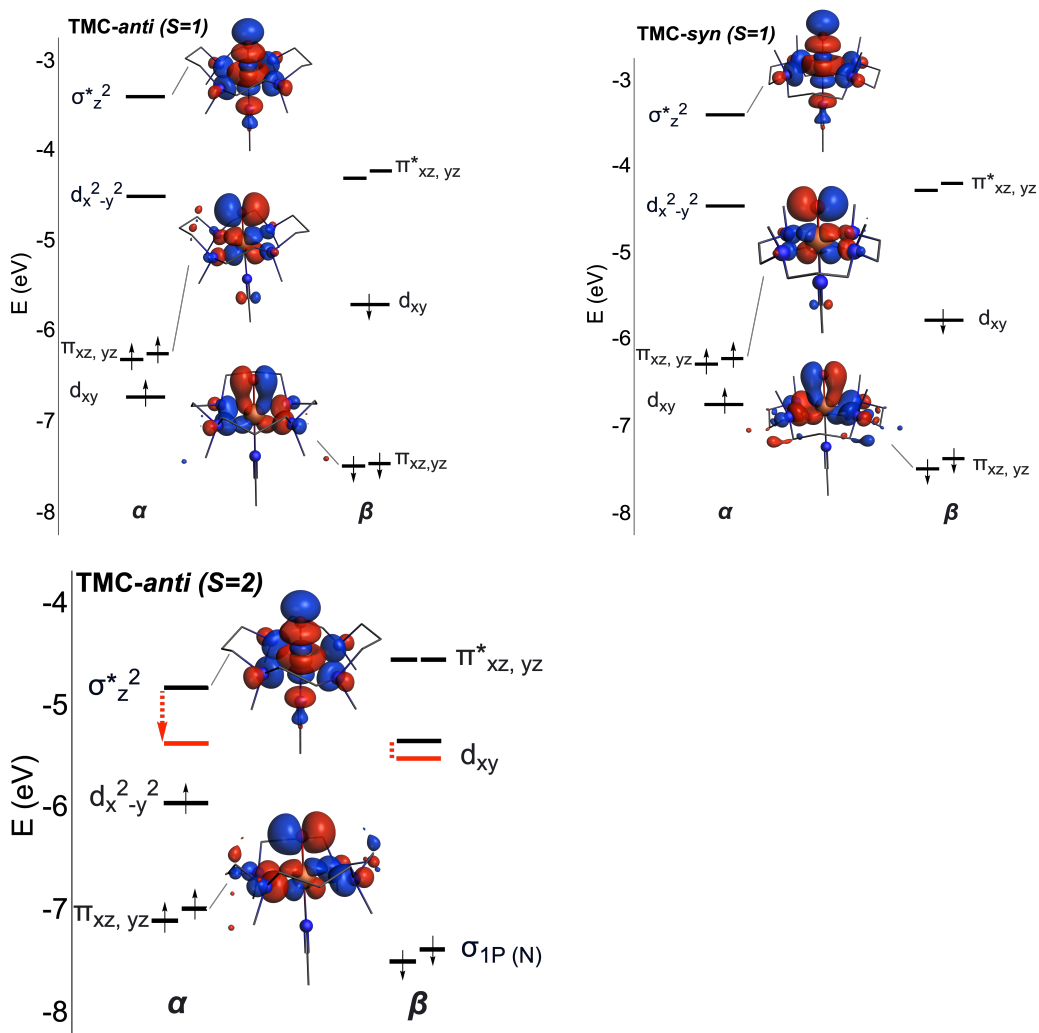 TMC-anti (S=1)
-3
σ*z²
-4
π*xz, yz
dx²-y²
-5
E (eV)
dxy
-6
πxz, yz
dxy
-7
πxz,yz
-8
α
β
TMC-syn (S=1)
-3
σ*z²
-4
π*xz, yz
dx²-y²
-5
E (eV)
dxy
-6
πxz, yz
dxy
-7
πxz, yz
-8
α
β
TMC-anti (S=2)
-4
π*xz, yz
σ*z²
-5
dxy
E (eV)
dx²-y²
-6
-7
πxz, yz
σ1P (N)
-8
α
β